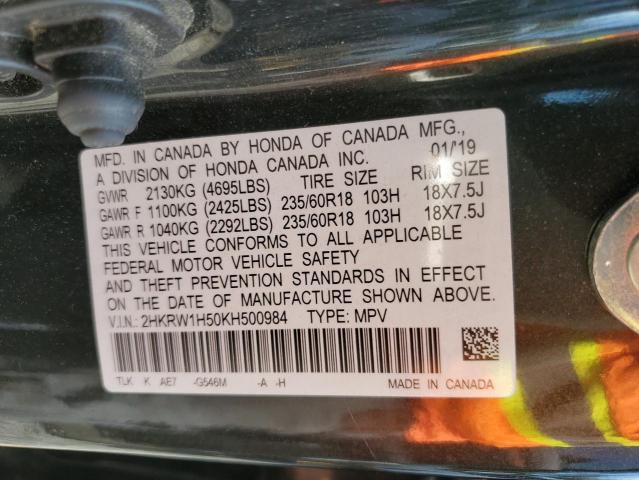 MFD. IN CANADA BY HONDA OF CANADA MFG.,
A DIVISION OF HONDA CANADA INC. 01/19
GVWR 2130KG (4695LBS) TIRE SIZE RIM SIZE
GAWR F 1100KG (2425LBS) 235/60R18 103H 18X7.5J
GAWR R 1040KG (2292LBS) 235/60R18 103H 18X7.5J
THIS VEHICLE CONFORMS TO ALL APPLICABLE
FEDERAL MOTOR VEHICLE SAFETY
AND THEFT PREVENTION STANDARDS IN EFFECT
ON THE DATE OF MANUFACTURE SHOWN ABOVE.
V.I.N.: 2HKRW1H50KH500984 TYPE: MPV
TLK K AE7 -G546M -A -H MADE IN CANADA